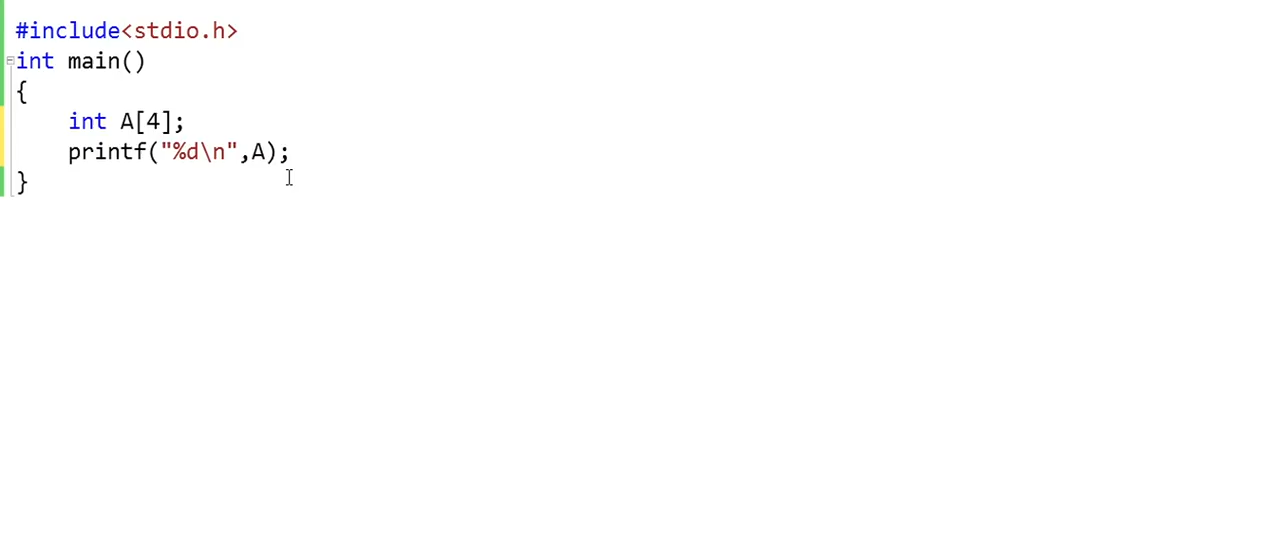 #include<stdio.h>
int main()
{
    int A[4];
    printf("%d\n",A);
}